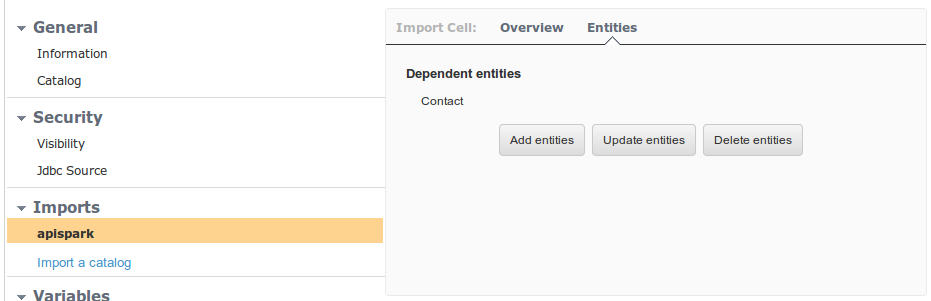 General
Information
Catalog
Security
Visibility
Jdbc Source
Imports
apispark
Import a catalog
Variables
Import Cell: Overview Entities
Dependent entities
Contact
Add entities Update entities Delete entities